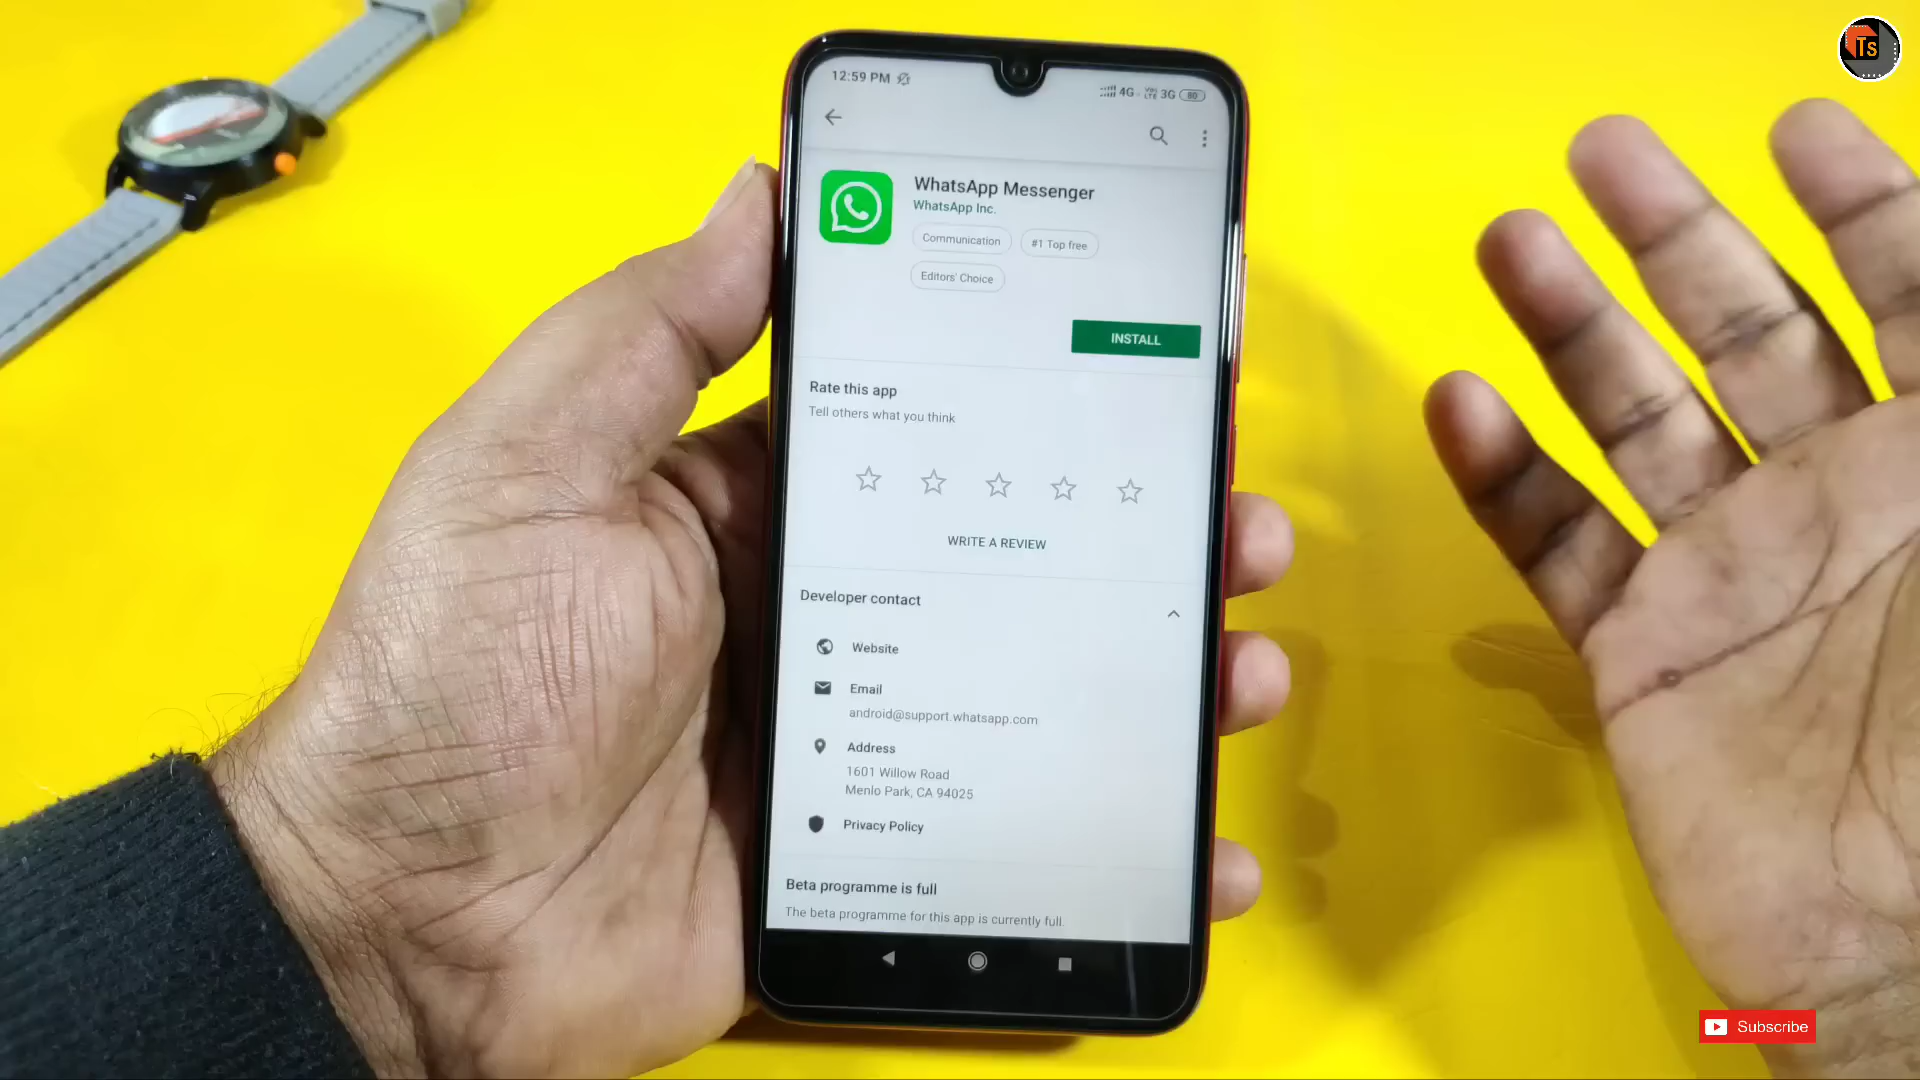 Ts
12:59 PM
4G VoLTE 3G 80
WhatsApp Messenger
WhatsApp Inc.
Communication
#1 Top free
Editors' Choice
INSTALL
Rate this app
Tell others what you think
WRITE A REVIEW
Developer contact
Website
Email
android@support.whatsapp.com
Address
1601 Willow Road
Menlo Park, CA 94025
Privacy Policy
Beta programme is full
The beta programme for this app is currently full.
Subscribe